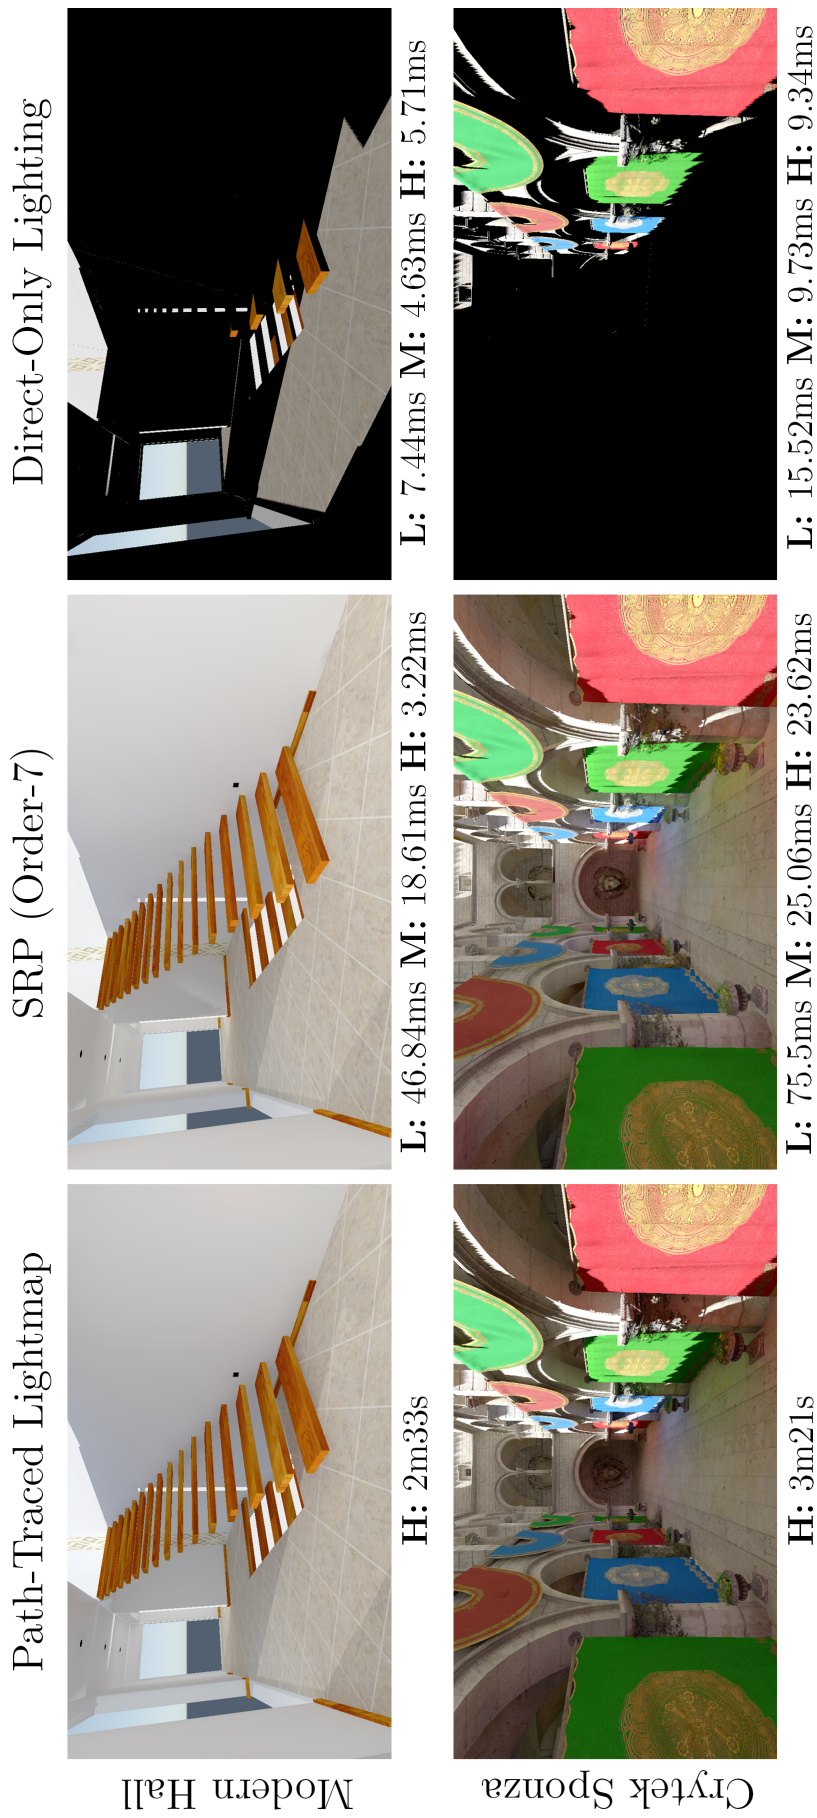 Path-Traced Lightmap
SRP (Order-7)
Direct-Only Lighting
Modern Hall
H: 2m33s
L: 46.84ms M: 18.61ms H: 3.22ms
L: 7.44ms M: 4.63ms H: 5.71ms
Crytek Sponza
H: 3m21s
L: 75.5ms M: 25.06ms H: 23.62ms
L: 15.52ms M: 9.73ms H: 9.34ms